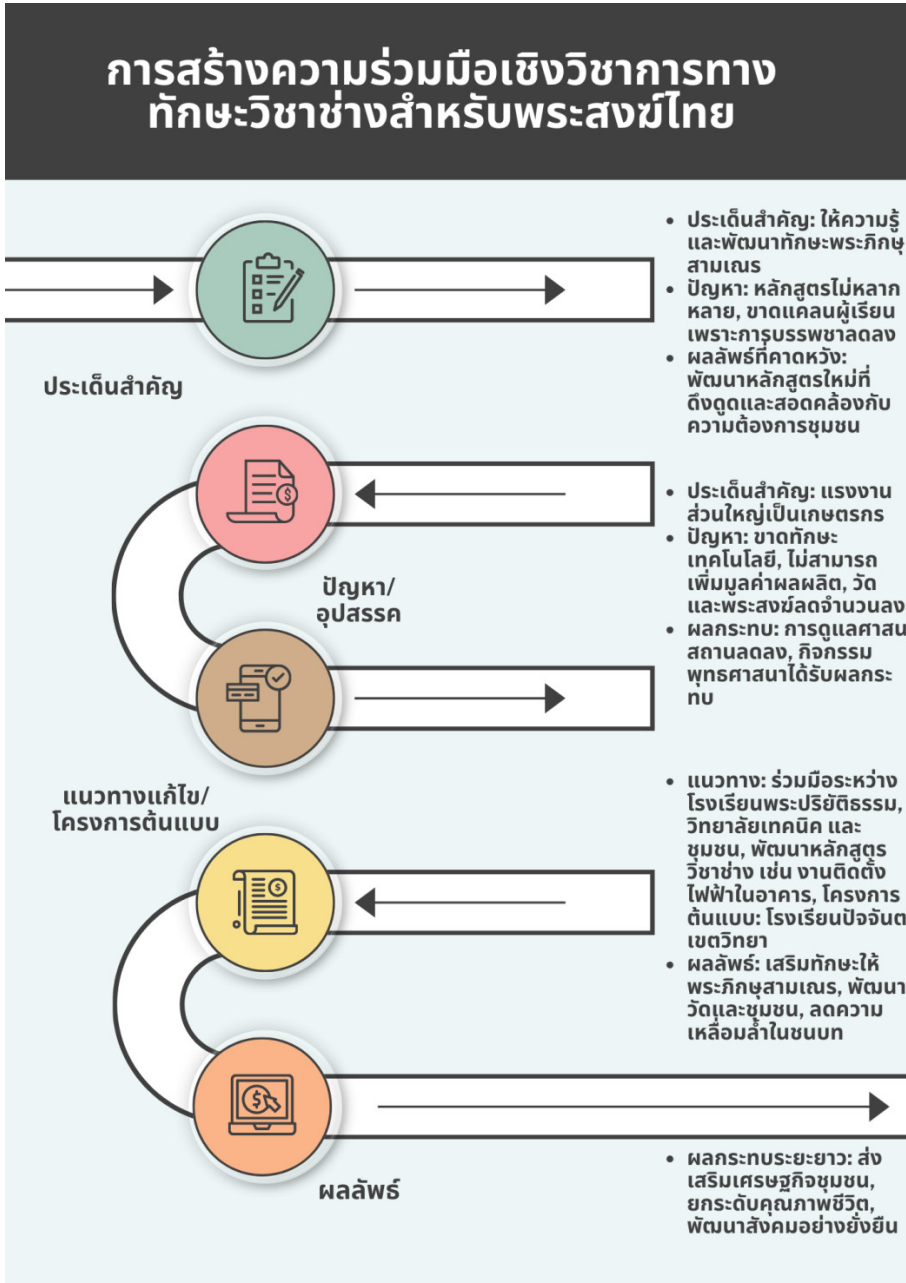 การสร้างความร่วมมือเชิงวิชาการทาง
ทักษะวิชาช่างสำหรับพระสงฆ์ไทย
ประเด็นสำคัญ
• ประเด็นสำคัญ: ให้ความรู้
และพัฒนาทักษะพระภิกษุ
สามเณร
• ปัญหา: หลักสูตรไม่หลาก
หลาย, ขาดแคลนผู้เรียน
เพราะการบรรพชาลดลง
• ผลลัพธ์ที่คาดหวัง:
พัฒนาหลักสูตรใหม่ที่
ดึงดูดและสอดคล้องกับ
ความต้องการชุมชน
ปัญหา/
อุปสรรค
• ประเด็นสำคัญ: แรงงาน
ส่วนใหญ่เป็นเกษตรกร
• ปัญหา: ขาดทักษะ
เทคโนโลยี, ไม่สามารถ
เพิ่มมูลค่าผลผลิต, วัด
และพระสงฆ์ลดจำนวนลง
• ผลกระทบ: การดูแลศาสน
สถานลดลง, กิจกรรม
พุทธศาสนาได้รับผลกระ
ทบ
แนวทางแก้ไข/
โครงการต้นแบบ
• แนวทาง: ร่วมมือระหว่าง
โรงเรียนพระปริยัติธรรม,
วิทยาลัยเทคนิค และ
ชุมชน, พัฒนาหลักสูตร
วิชาช่าง เช่น งานติดตั้ง
ไฟฟ้าในอาคาร, โครงการ
ต้นแบบ: โรงเรียนปัจจันต
เขตวิทยา
• ผลลัพธ์: เสริมทักษะให้
พระภิกษุสามเณร, พัฒนา
วัดและชุมชน, ลดความ
เหลื่อมล้ำในชนบท
ผลลัพธ์
• ผลกระทบระยะยาว: ส่ง
เสริมเศรษฐกิจชุมชน,
ยกระดับคุณภาพชีวิต,
พัฒนาสังคมอย่างยั่งยืน